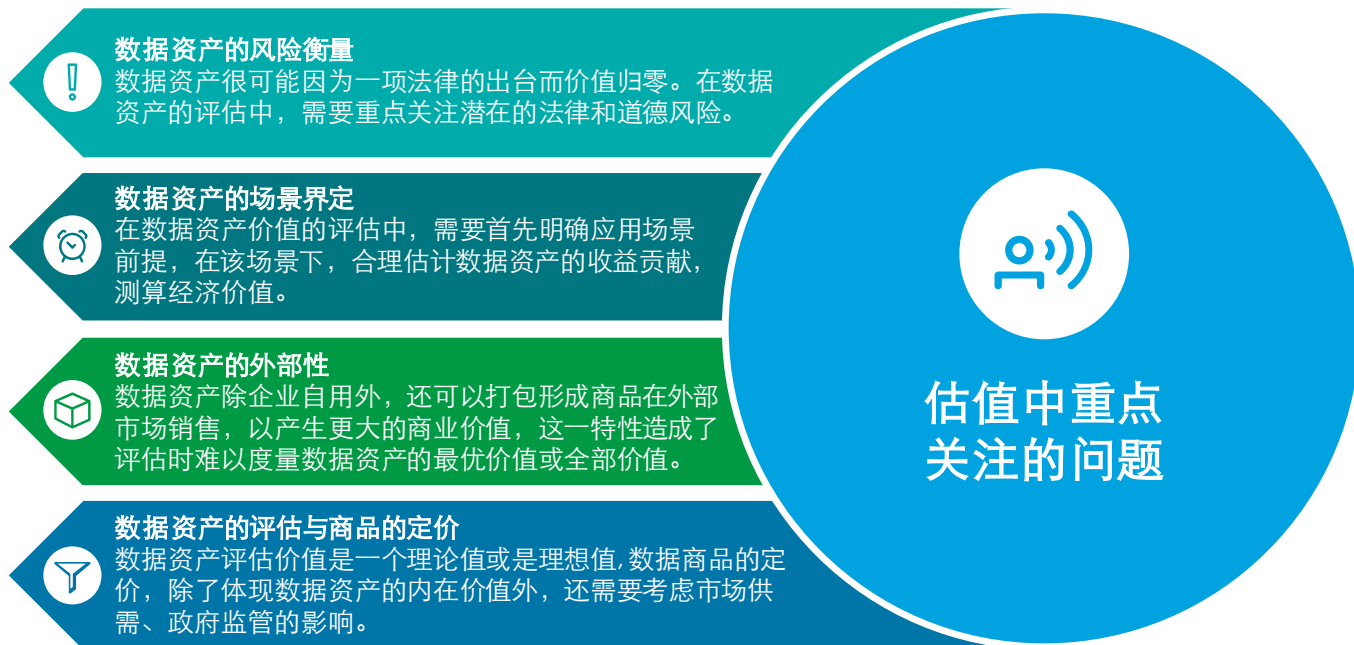 数据资产的风险衡量
数据资产很可能因为一项法律的出台而价值归零。在数据
资产的评估中，需要重点关注潜在的法律和道德风险。
数据资产的场景界定
在数据资产价值的评估中，需要首先明确应用场景
前提，在该场景下，合理估计数据资产的收益贡献，
测算经济价值。
数据资产的外部性
数据资产除企业自用外，还可以打包形成商品在外部
市场销售，以产生更大的商业价值，这一特性造成了
评估时难以度量数据资产的最优价值或全部价值。
数据资产的评估与商品的定价
数据资产评估价值是一个理论值或是理想值,数据商品的定
价，除了体现数据资产的内在价值外，还需要考虑市场供
需、政府监管的影响。
估值中重点
关注的问题